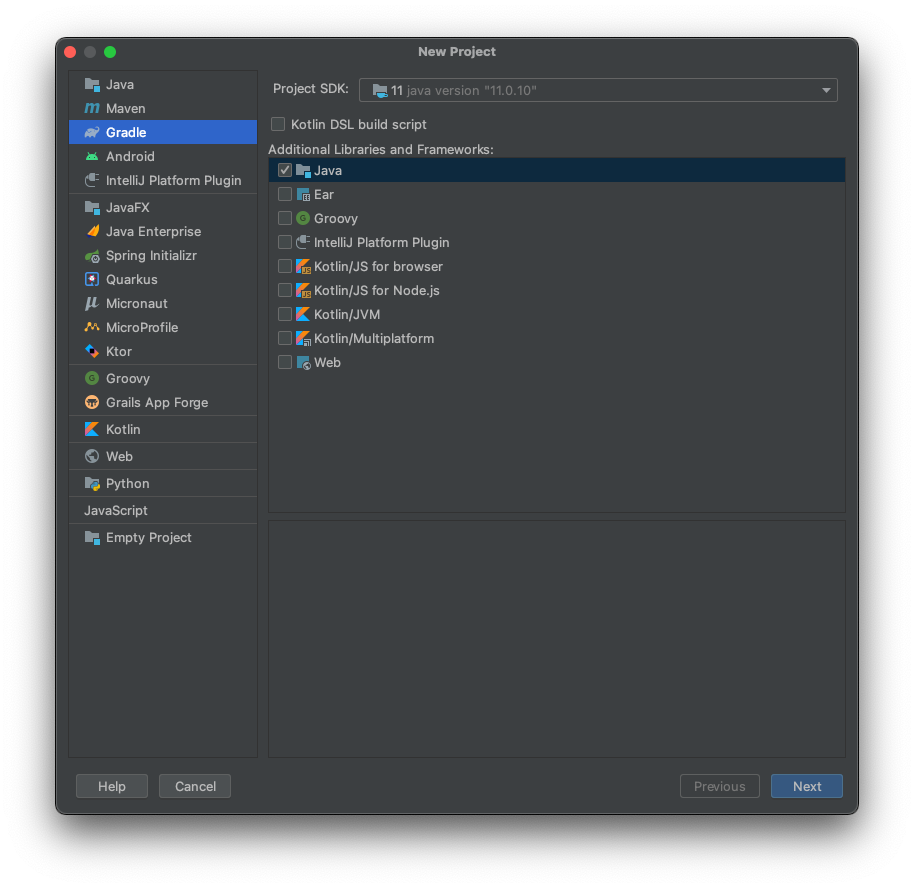 New Project
Java
Maven
Gradle
Android
IntelliJ Platform Plugin
JavaFX
Java Enterprise
Spring Initializr
Quarkus
Micronaut
MicroProfile
Ktor
Groovy
Grails App Forge
Kotlin
Web
Python
JavaScript
Empty Project
Project SDK: 11 java version "11.0.10"
Kotlin DSL build script
Additional Libraries and Frameworks:
Java
Ear
Groovy
IntelliJ Platform Plugin
Kotlin/JS for browser
Kotlin/JS for Node.js
Kotlin/JVM
Kotlin/Multiplatform
Web
Help Cancel Previous Next